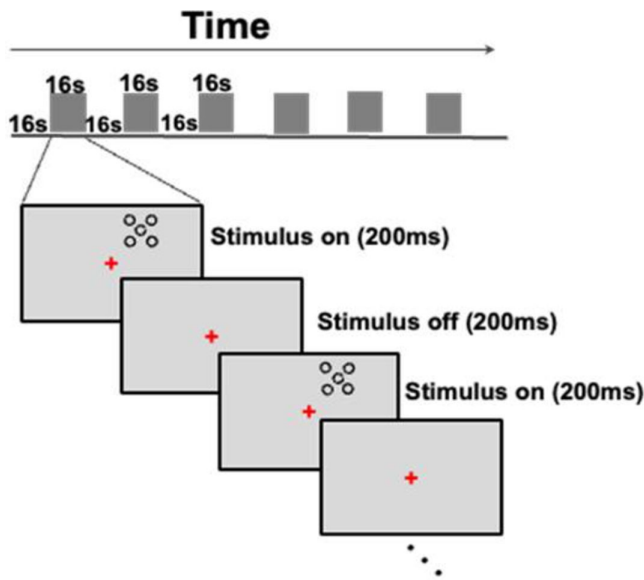 Time
16s 16s 16s
16s 16s 16s
Stimulus on (200ms)
Stimulus off (200ms)
Stimulus on (200ms)